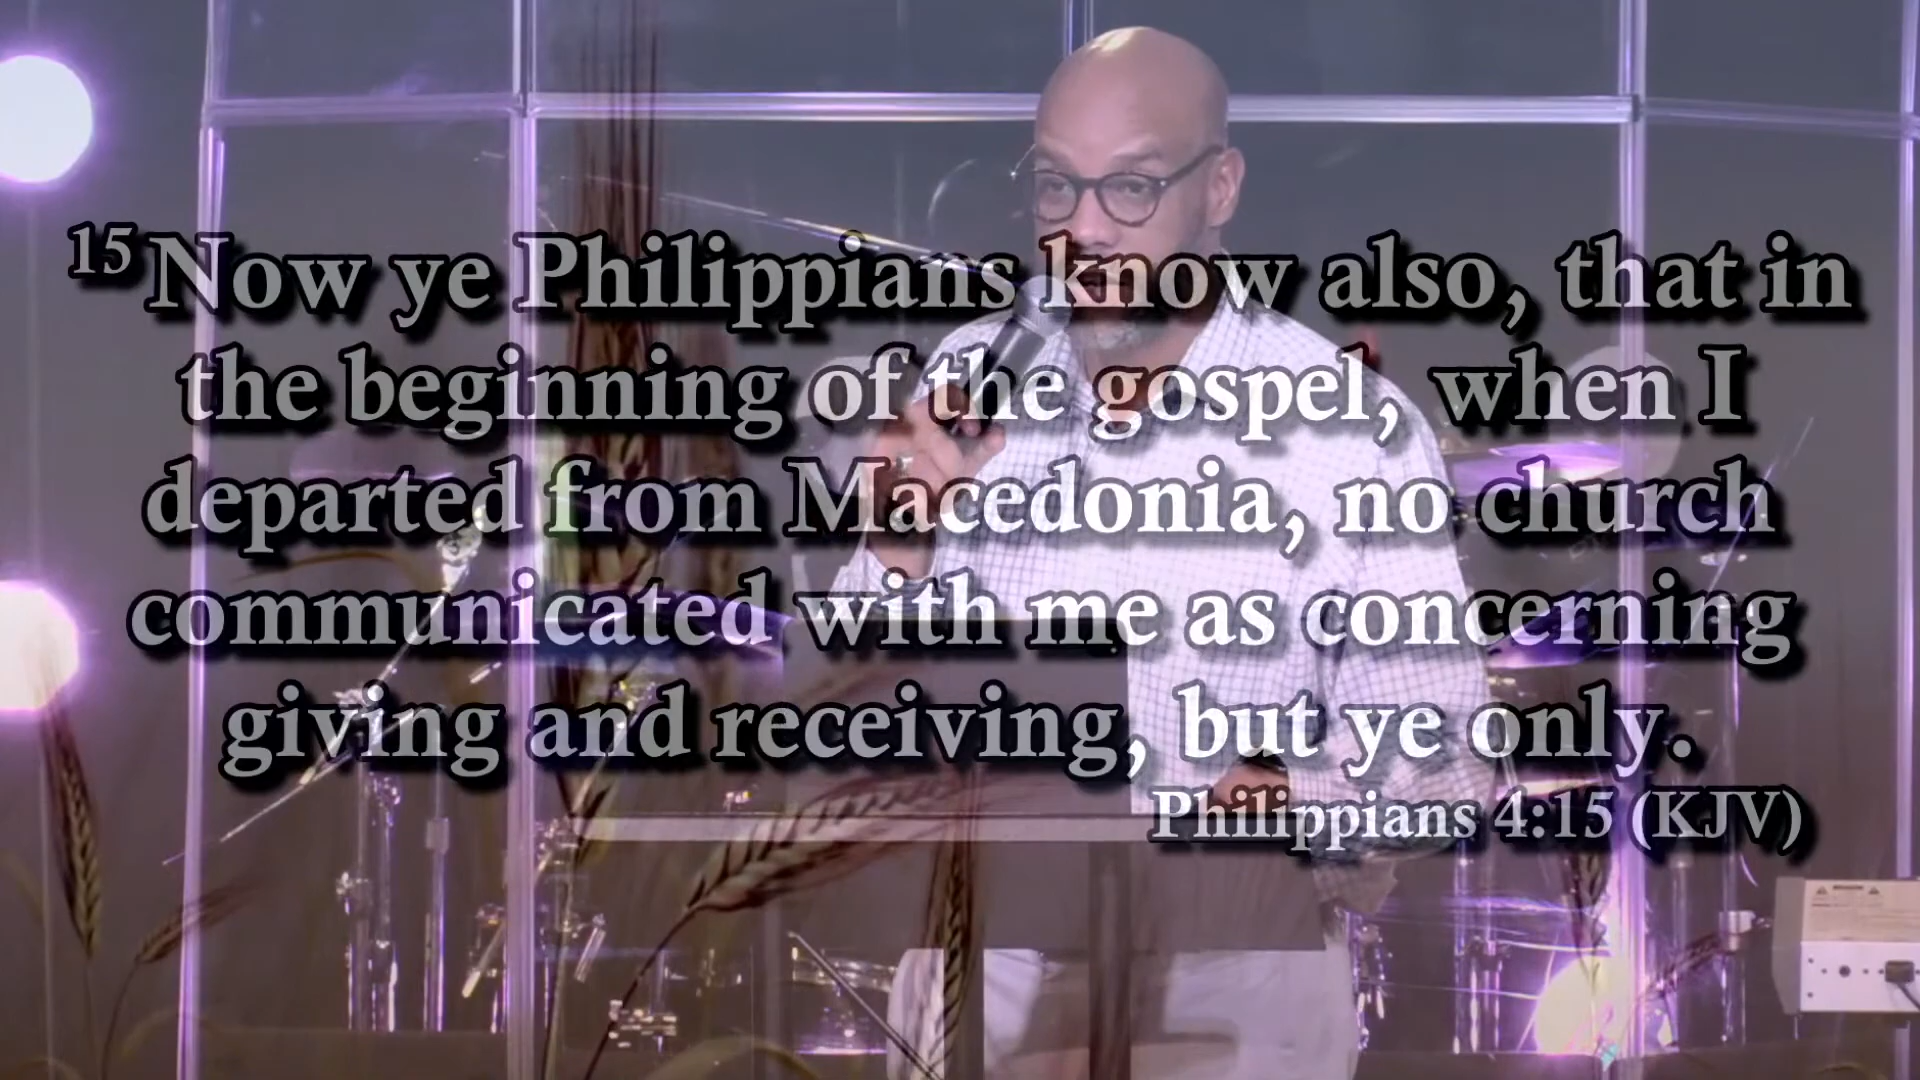 15 Now ye Philippians know also, that in
the beginning of the gospel, when I
departed from Macedonia, no church
communicated with me as concerning
giving and receiving, but ye only.
Philippians 4:15 (KJV)